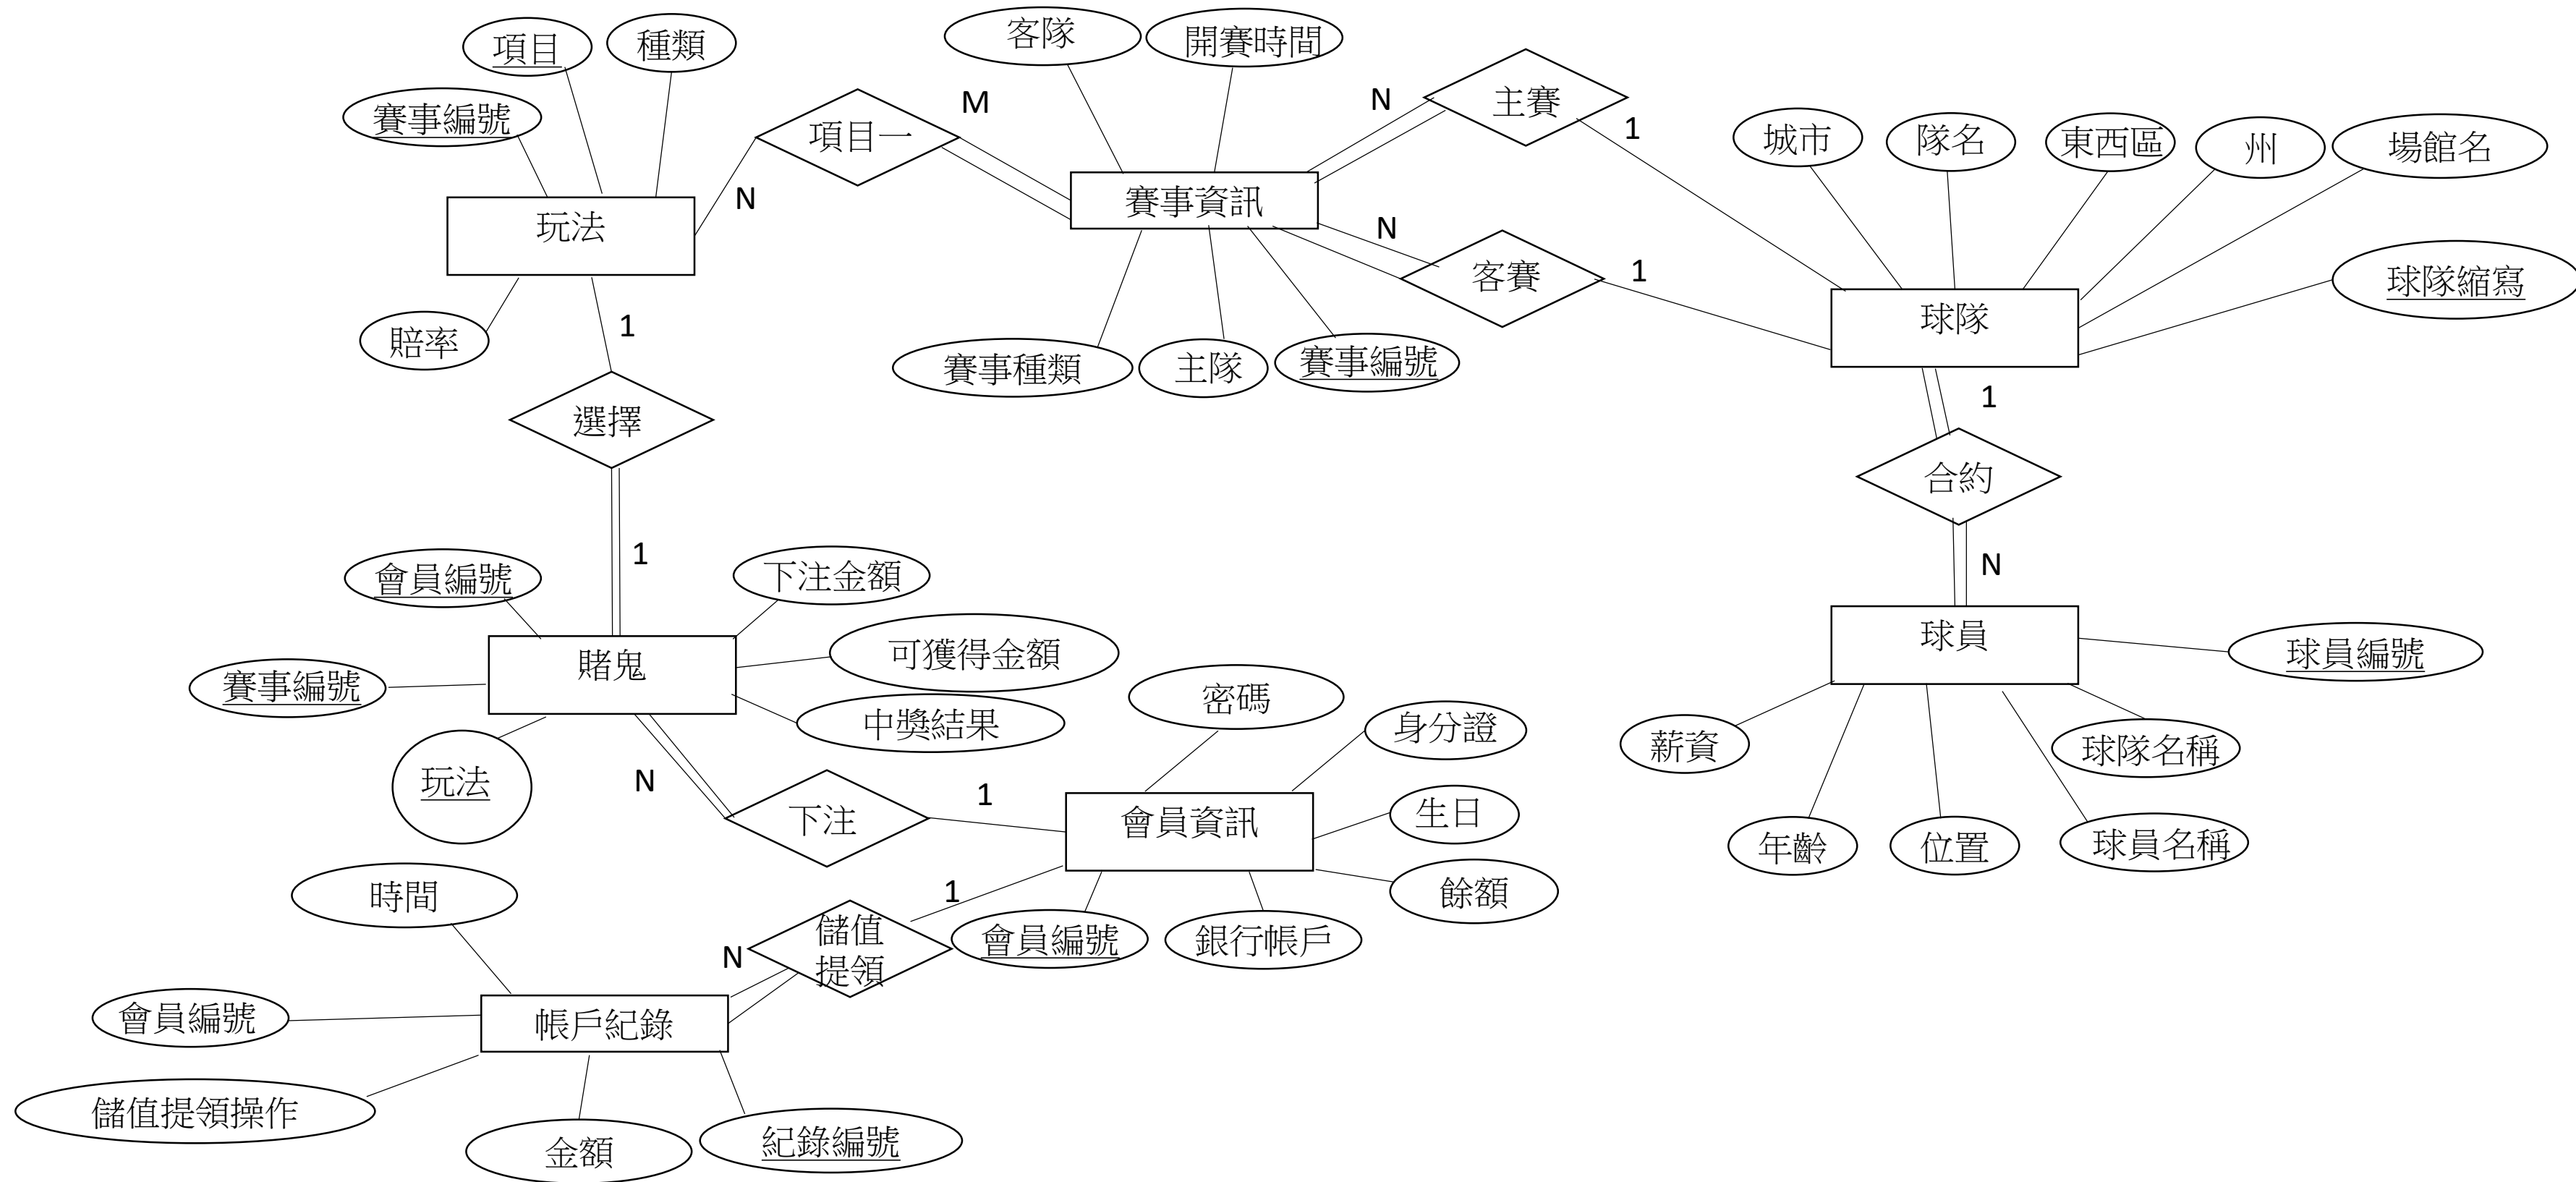 項目
種類
賽事編號
玩法
賠率
項目一
N
M
客隊
開賽時間
賽事資訊
賽事種類
主隊
賽事編號
N
主賽
1
N
客賽
1
城市
隊名
東西區
州
場館名
球隊縮寫
球隊
1
合約
N
球員
球員編號
薪資
年齡
位置
球員名稱
球隊名稱
1
選擇
1
會員編號
下注金額
賭鬼
可獲得金額
賽事編號
中獎結果
玩法
N
下注
1
密碼
身分證
會員資訊
生日
餘額
會員編號
銀行帳戶
1
儲值
提領
N
時間
會員編號
帳戶紀錄
儲值提領操作
金額
紀錄編號